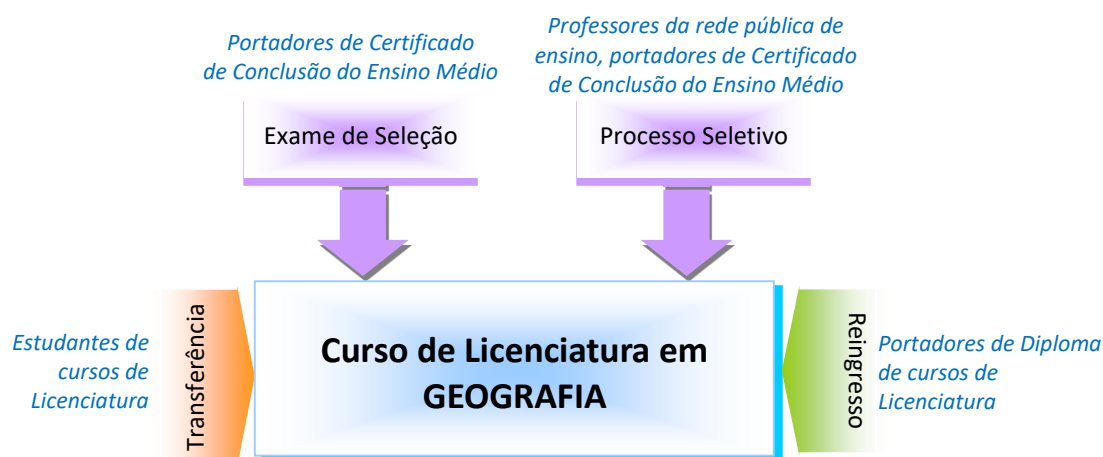 Portadores de Certificado
de Conclusão do Ensino Médio
Professores da rede pública de
ensino, portadores de Certificado
de Conclusão do Ensino Médio
Exame de Seleção
Processo Seletivo
Estudantes de
cursos de
Licenciatura
Transferência
Curso de Licenciatura em
GEOGRAFIA
Reingresso
Portadores de Diploma
de cursos de
Licenciatura